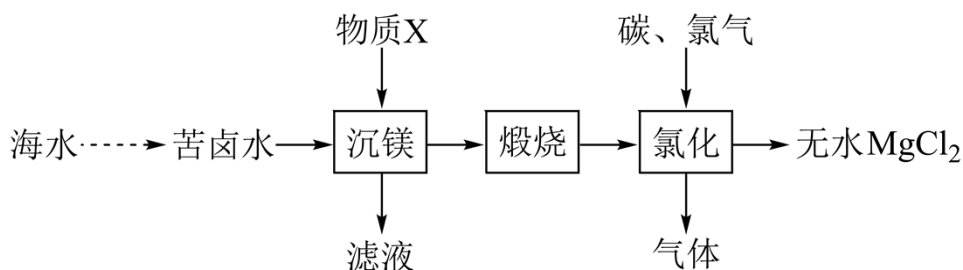 物质X
碳、氯气
海水
苦卤水
沉镁
煅烧
氯化
无水MgCl₂
滤液
气体